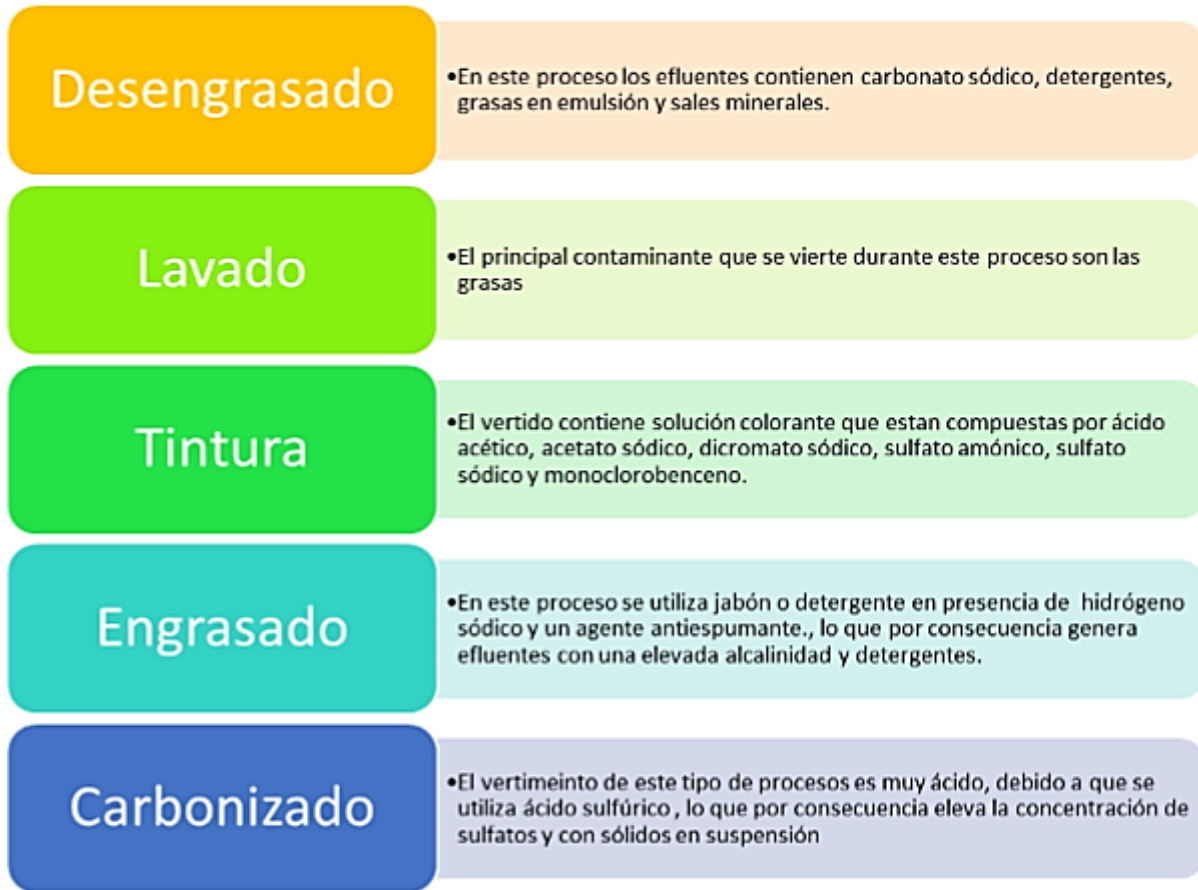 Desengrasado
•En este proceso los efluentes contienen carbonato sódico, detergentes,
grasas en emulsión y sales minerales.
Lavado
•El principal contaminante que se vierte durante este proceso son las
grasas
Tintura
•El vertido contiene solución colorante que estan compuestas por ácido
acético, acetato sódico, dicromato sódico, sulfato amónico, sulfato
sódico y monoclorobenceno.
Engrasado
•En este proceso se utiliza jabón o detergente en presencia de hidrógeno
sódico y un agente antiespumante., lo que por consecuencia genera
efluentes con una elevada alcalinidad y detergentes.
Carbonizado
•El vertimeinto de este tipo de procesos es muy ácido, debido a que se
utiliza ácido sulfúrico , lo que por consecuencia eleva la concentración de
sulfatos y con sólidos en suspensión